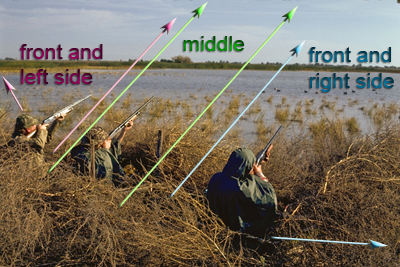 front and
left side
middle
front and
right side